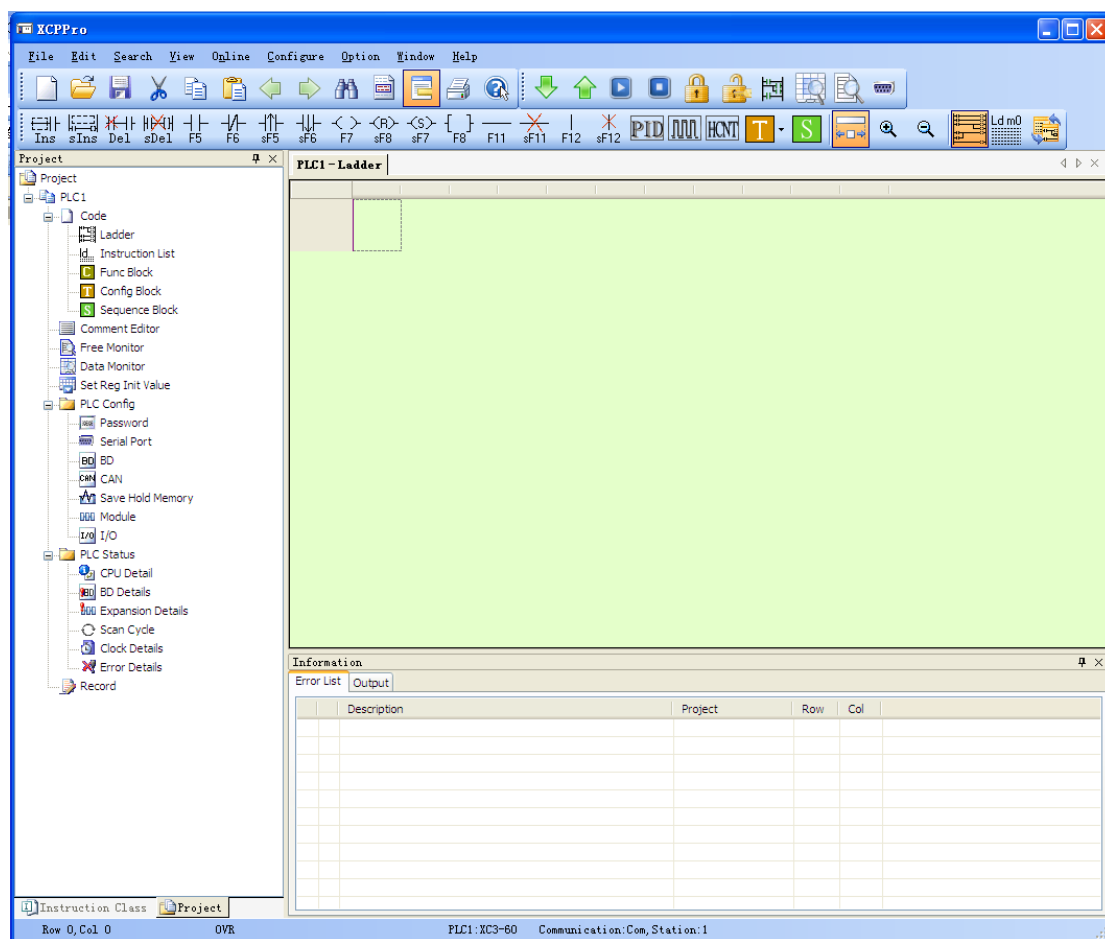 XCPPro
File Edit Search View Online Configure Option Window Help
Ins sIns Del sDel F5 F6 sF5 sF6 F7 sF8 sF7 F8 F11 sF11 F12 sF12 PID HCNT T S Ld m0
Project
PLC1 - Ladder
Project
PLC1
Code
Ladder
Instruction List
C Func Block
T Config Block
S Sequence Block
Comment Editor
Free Monitor
Data Monitor
Set Reg Init Value
PLC Config
Password
Serial Port
BD BD
CAN CAN
Save Hold Memory
Module
I/O I/O
PLC Status
CPU Detail
BD BD Details
Expansion Details
Scan Cycle
Clock Details
Error Details
Record
Information
Error List Output
Description Project Row Col
Instruction Class Project
Row 0,Col 0 OVR PLC1:XC3-60 Communication:Com,Station:1